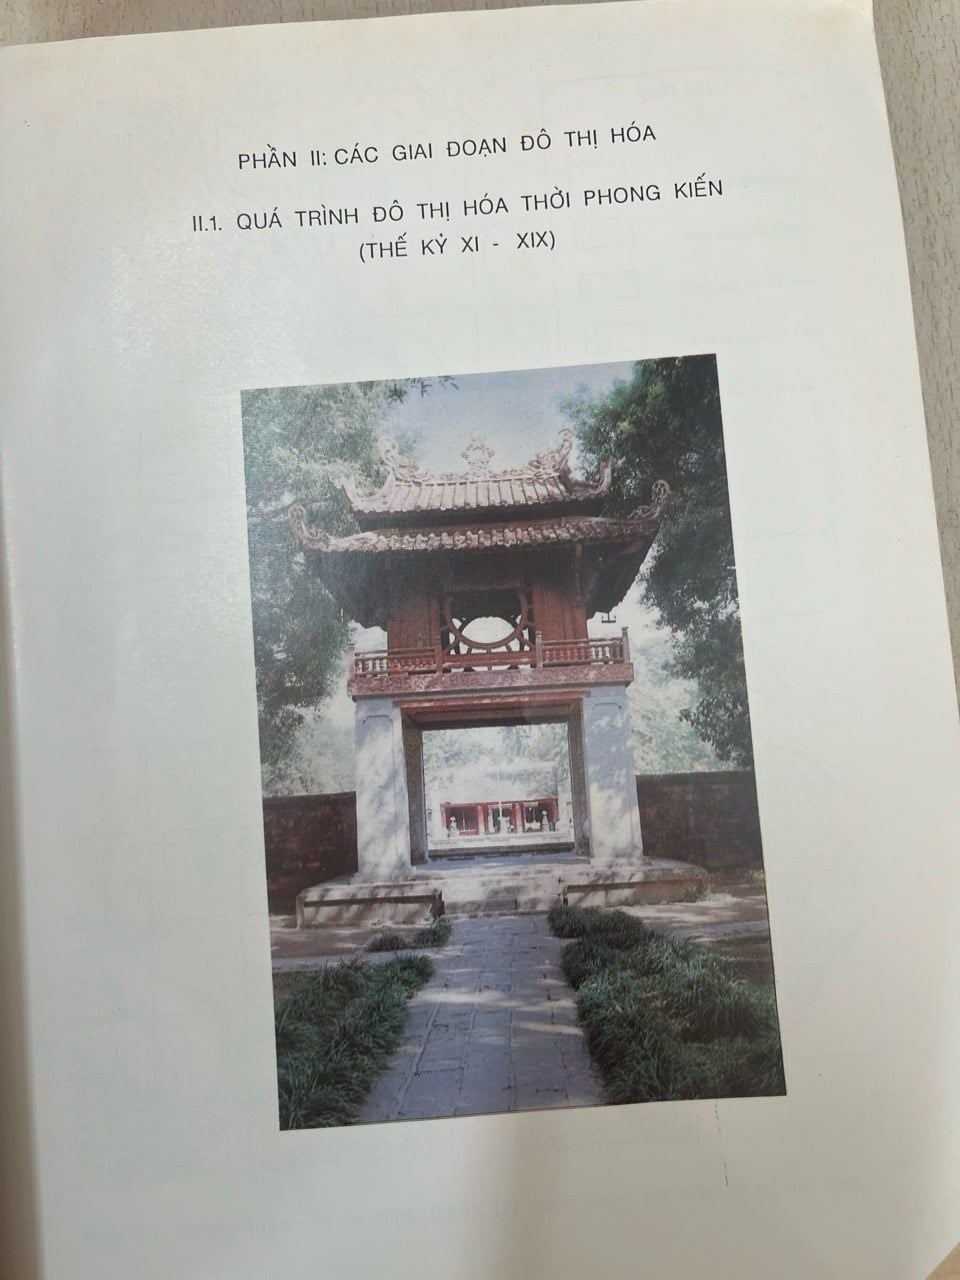 PHẦN II: CÁC GIAI ĐOẠN ĐÔ THỊ HÓA
II.1. QUÁ TRÌNH ĐÔ THỊ HÓA THỜI PHONG KIẾN
(THẾ KỶ XI - XIX)